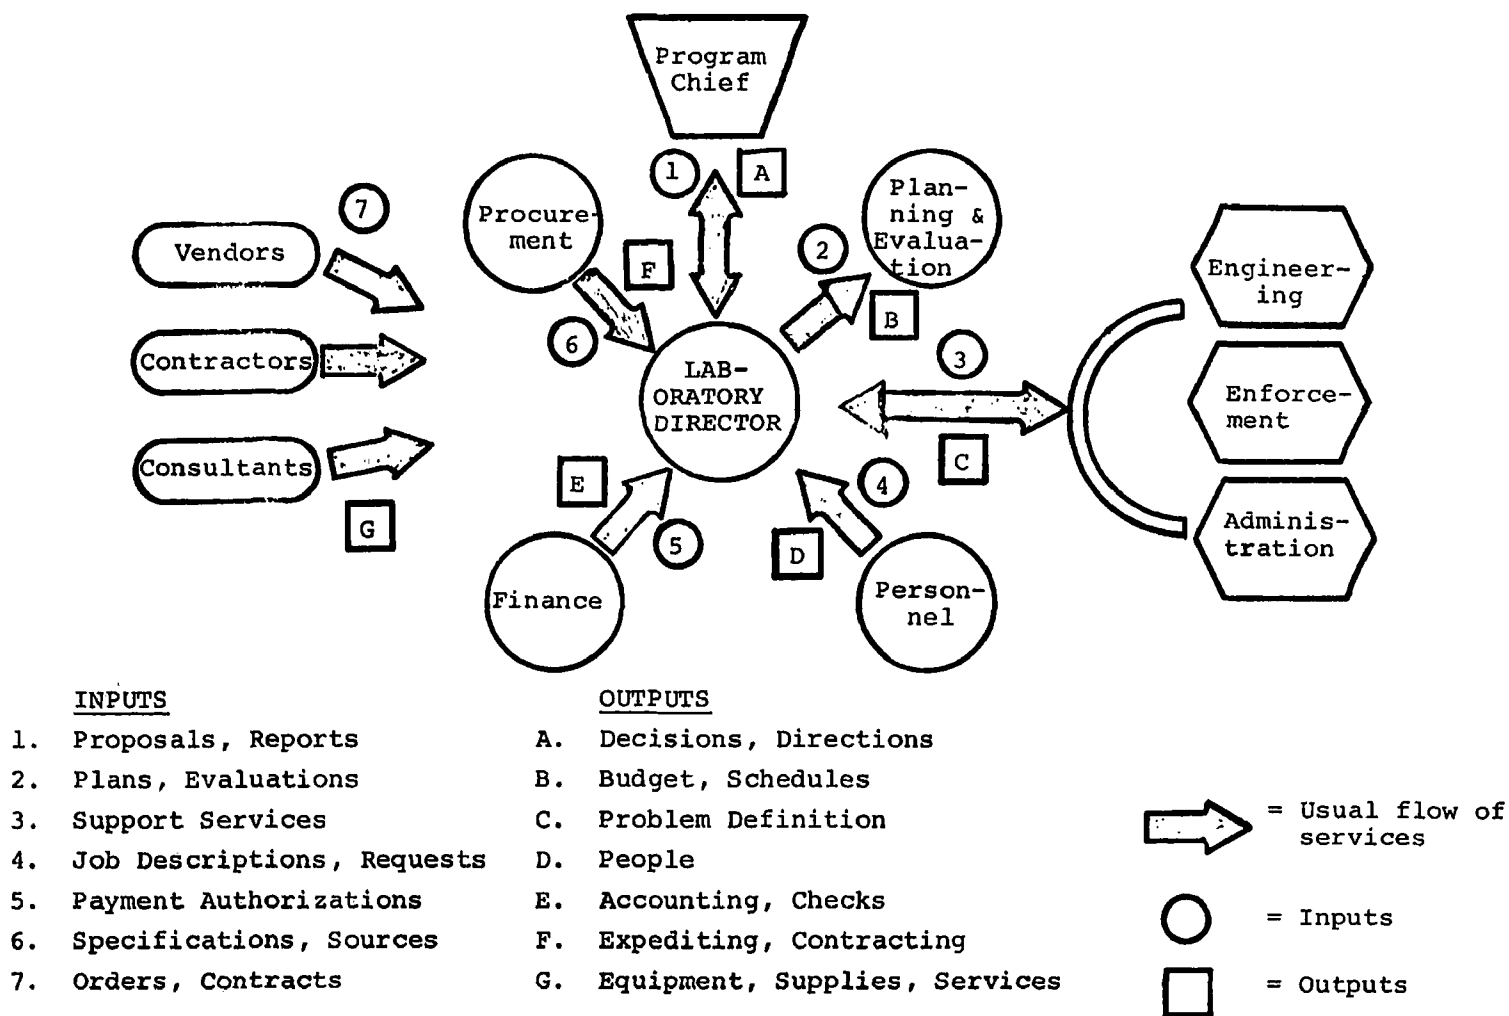 Program
Chief
1
A
7
Procure-
ment
Plan-
ning &
Evalua-
tion
2
F
B
Vendors
Engineer-
ing
6
3
Contractors
LAB-
ORATORY
DIRECTOR
Enforce-
ment
C
Consultants
E
4
G
5
D
Adminis-
tration
Finance
Person-
nel
INPUTS
1. Proposals, Reports
2. Plans, Evaluations
3. Support Services
4. Job Descriptions, Requests
5. Payment Authorizations
6. Specifications, Sources
7. Orders, Contracts
OUTPUTS
A. Decisions, Directions
B. Budget, Schedules
C. Problem Definition
D. People
E. Accounting, Checks
F. Expediting, Contracting
G. Equipment, Supplies, Services
= Usual flow of
services
= Inputs
= Outputs